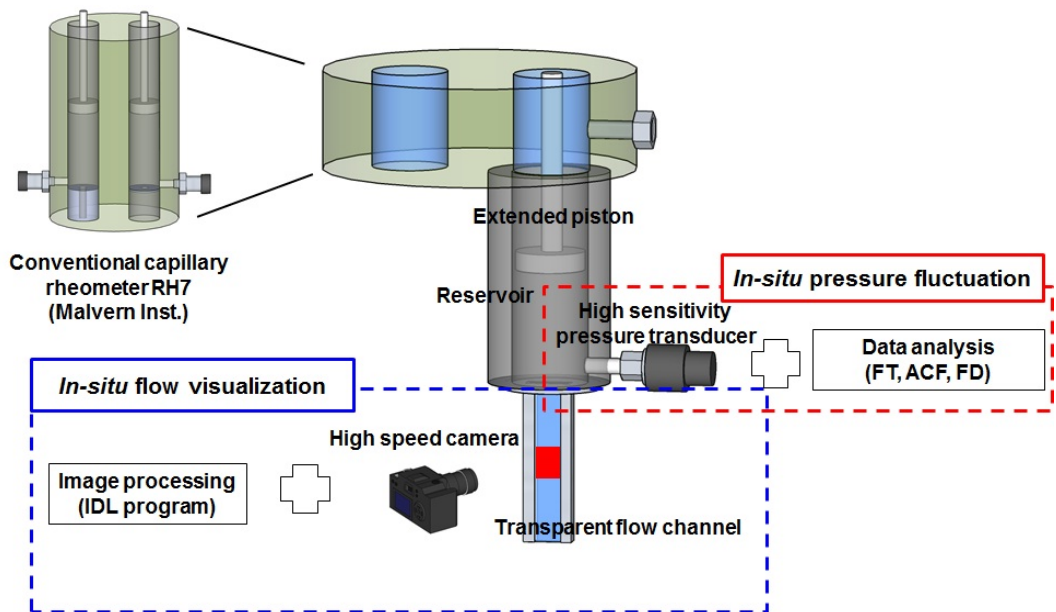 Conventional capillary
rheometer RH7
(Malvern Inst.)
Extended piston
Reservoir
In-situ pressure fluctuation
High sensitivity
pressure transducer
Data analysis
(FT, ACF, FD)
In-situ flow visualization
High speed camera
Image processing
(IDL program)
Transparent flow channel